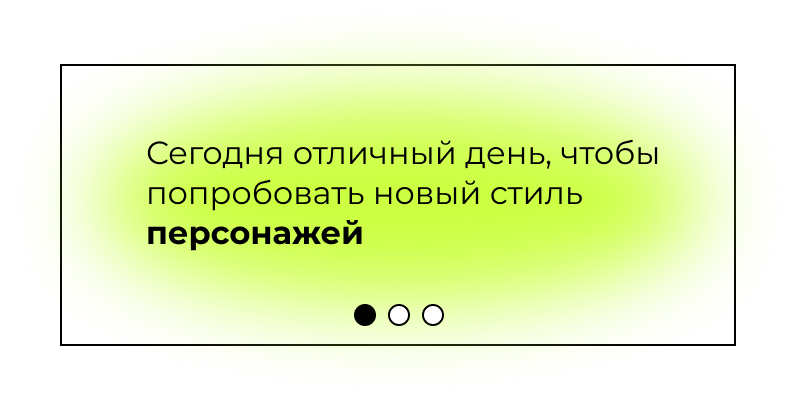 Сегодня отличный день, чтобы
попробовать новый стиль
персонажей